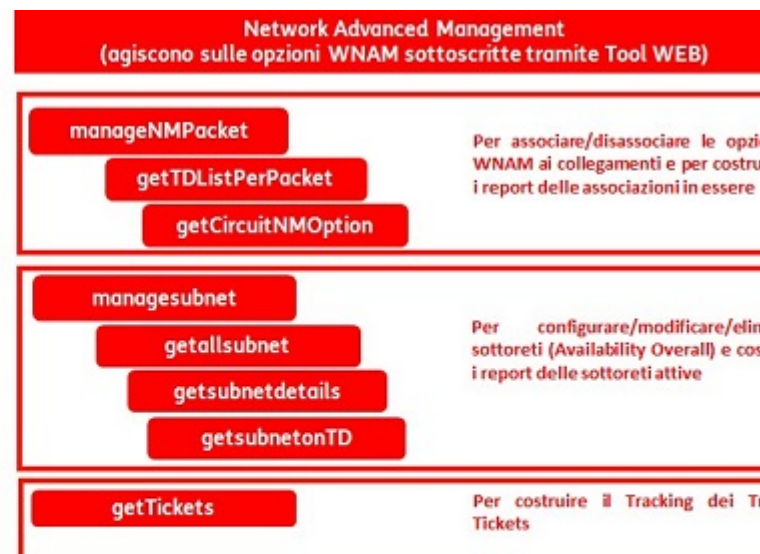 Network Advanced Management
(agiscono sulle opzioni WNAM sottoscritte tramite Tool WEB)
manageNMPacket
getTDListPerPacket
getCircuitNMOption
Per associare/disassociare le opzi
WNAM ai collegamenti e per costru
i report delle associazioni in essere
managesubnet
getallsubnet
getsubnetdetails
getsubnetonTD
Per configurare/modificare/elim
sottoreti (Availability Overall) e cos
i report delle sottoreti attive
getTickets
Per costruire il Tracking dei Tr
Tickets